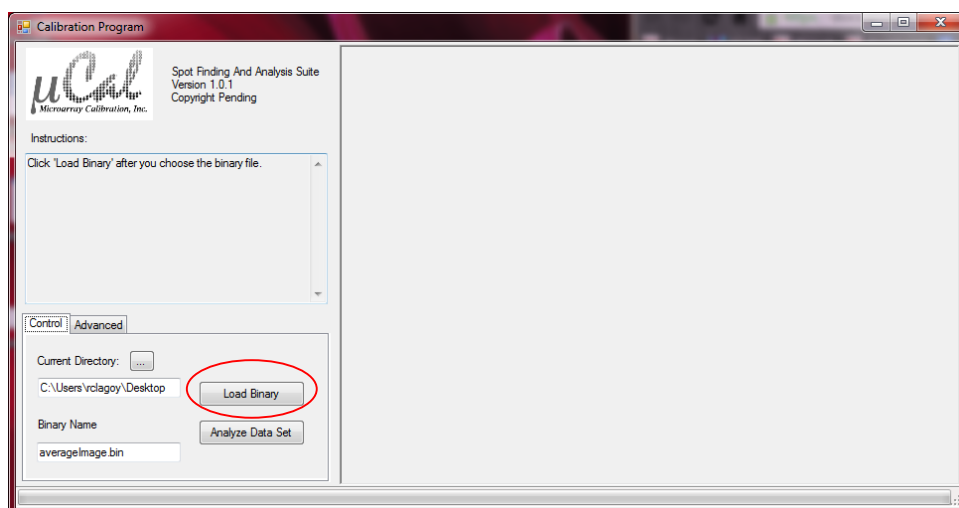 Calibration Program
µCal
Microarray Calibration, Inc.
Spot Finding And Analysis Suite
Version 1.0.1
Copyright Pending
Instructions:
Click 'Load Binary' after you choose the binary file.
Control
Advanced
Current Directory:
...
C:\Users\rclagoy\Desktop
Load Binary
Binary Name
Analyze Data Set
averageImage.bin